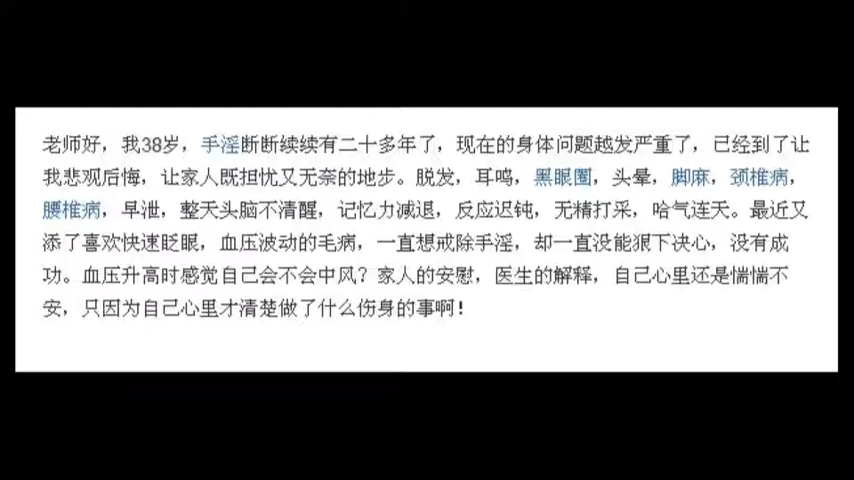 老师好，我38岁，手淫断断续续有二十多年了，现在的身体问题越发严重了，已经到了让
我悲观后悔，让家人既担忧又无奈的地步。脱发，耳鸣，黑眼圈，头晕，脚麻，颈椎病，
腰椎病，早泄，整天头脑不清醒，记忆力减退，反应迟钝，无精打采，哈气连天。最近又
添了喜欢快速眨眼，血压波动的毛病，一直想戒除手淫，却一直没能狠下决心，没有成
功。血压升高时感觉自己会不会中风？家人的安慰，医生的解释，自己心里还是惴惴不
安，只因为自己心里才清楚做了什么伤身的事啊！